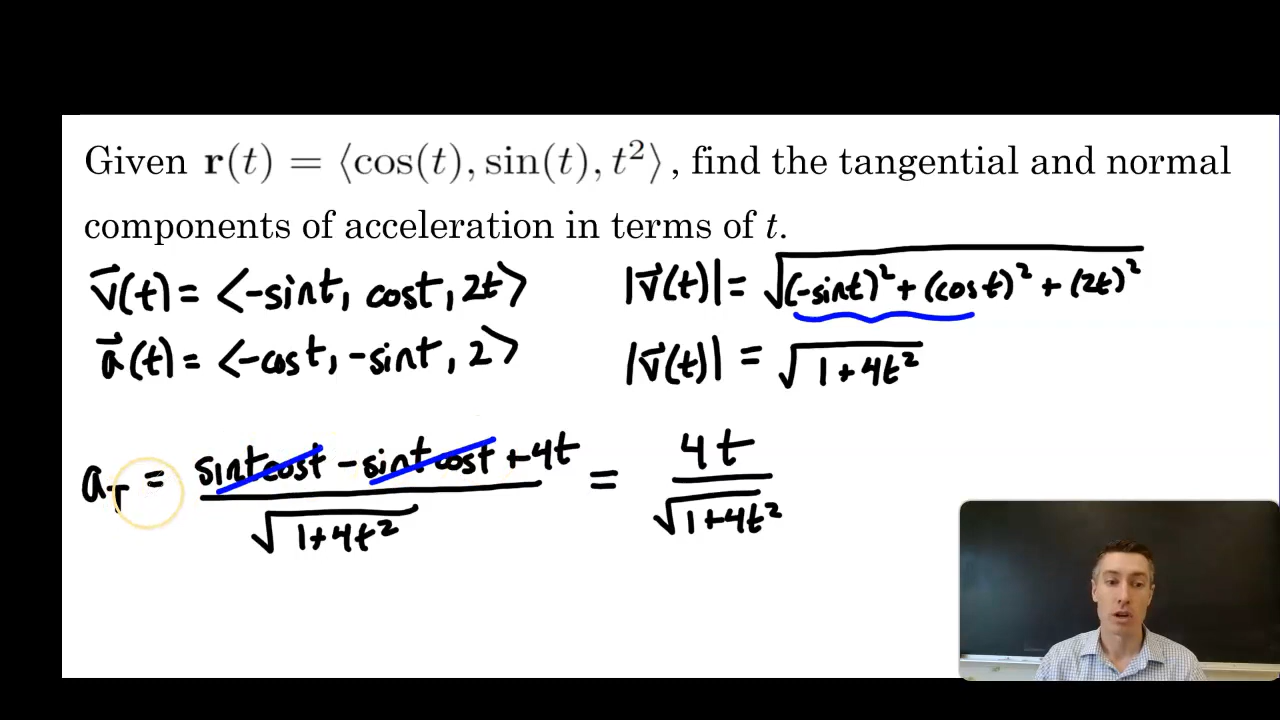 Given r(t) = ⟨cos(t), sin(t), t²⟩, find the tangential and normal
components of acceleration in terms of t.
v⃗(t) = <-sint, cost, 2t>
|v⃗(t)| = √((-sint)² + (cost)² + (2t)²)
a⃗(t) = <-cost, -sint, 2>
|v⃗(t)| = √(1+4t²)
a_T = (sintcost - sintcost + 4t)/√(1+4t²) = 4t/√(1+4t²)